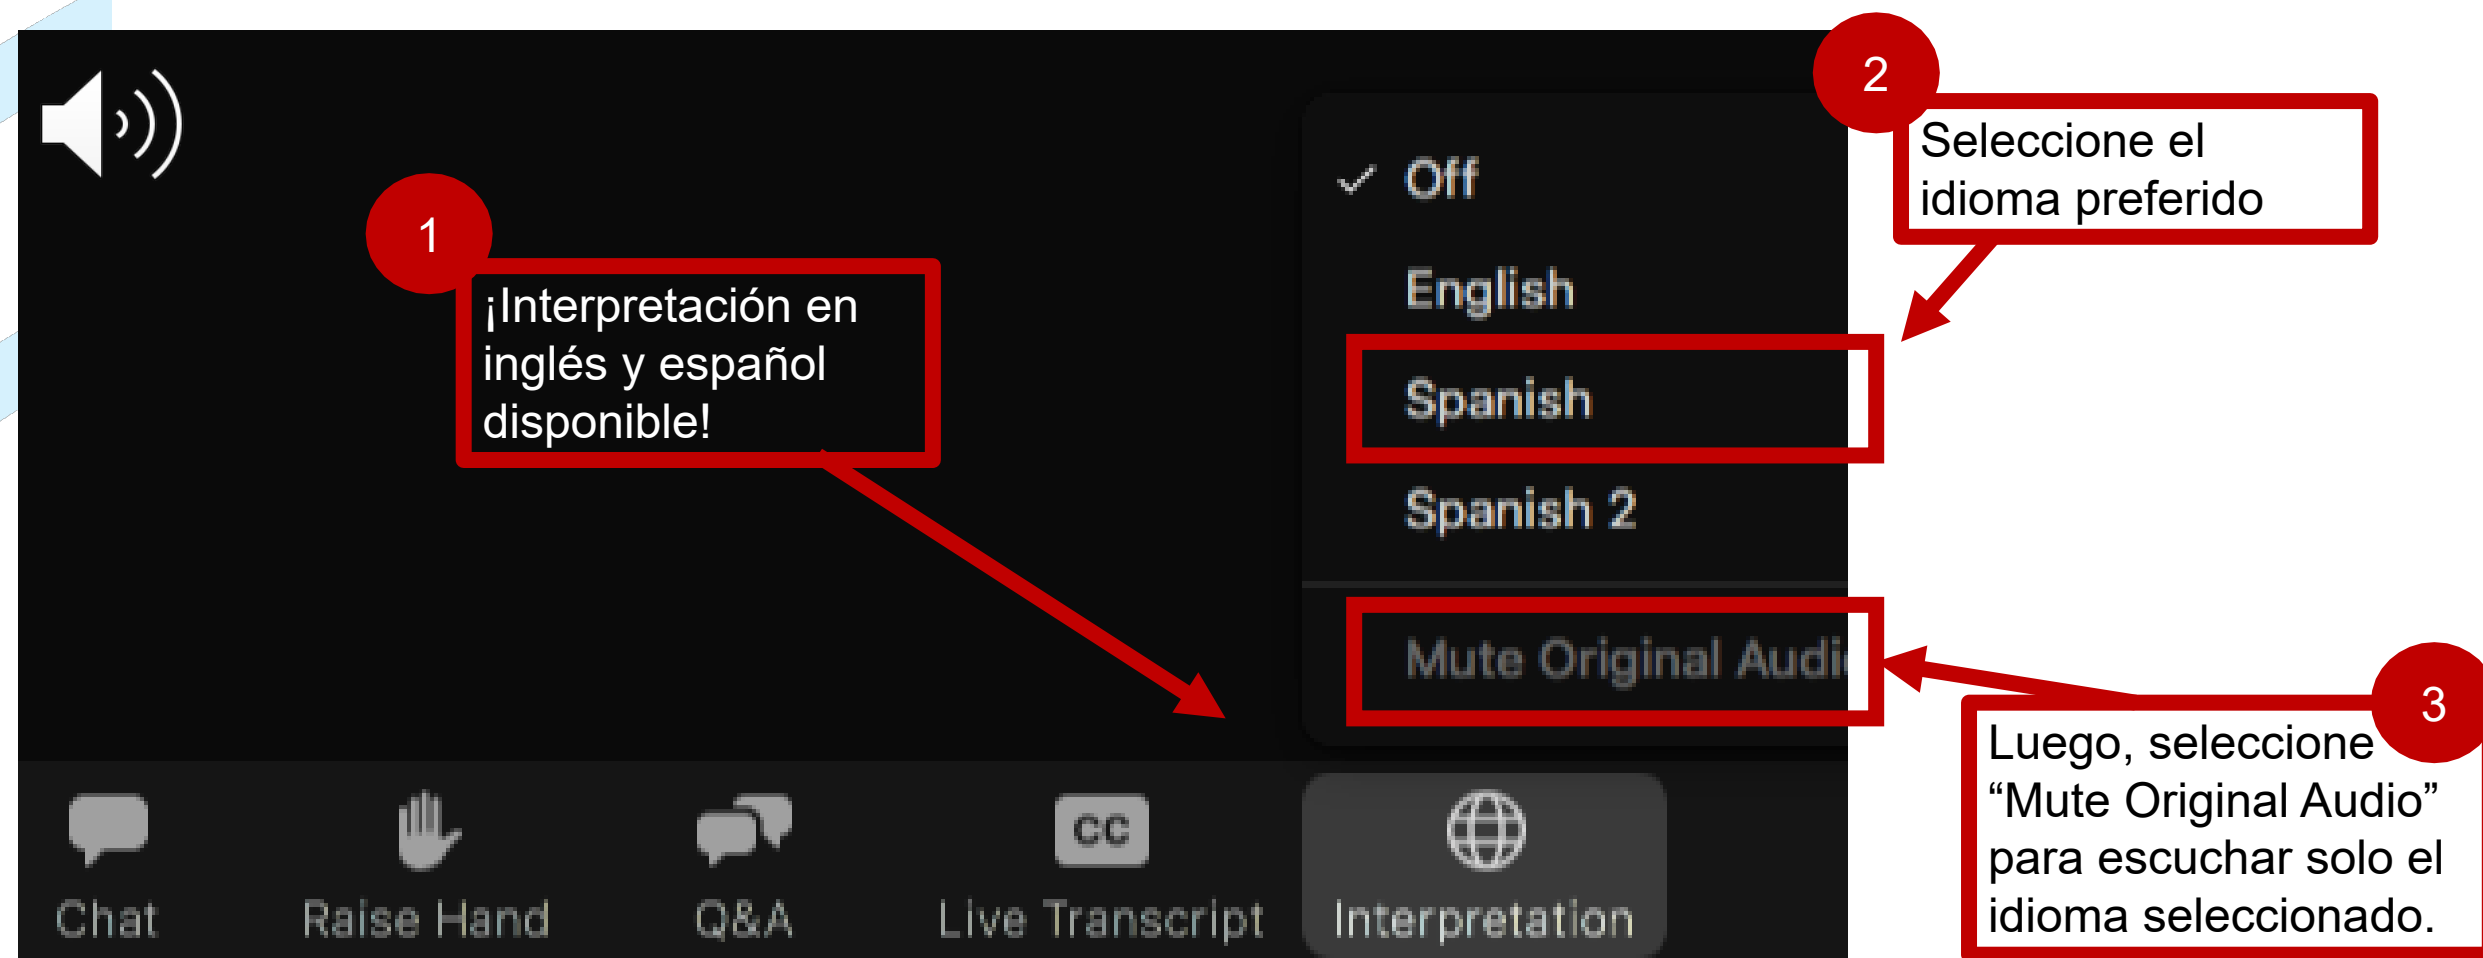 1
¡Interpretación en
inglés y español
disponible!
2
Seleccione el
idioma preferido
Off
English
Spanish
Spanish 2
Mute Original Audi
3
Luego, seleccione
“Mute Original Audio”
para escuchar solo el
idioma seleccionado.
Chat
Raise Hand
Q&A
CC
Live Transcript
Interpretation